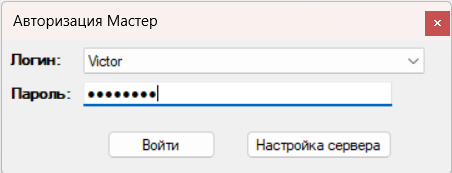 Авторизация Мастер
Логин: Victor
Пароль: ●●●●●●●●
Войти Настройка сервера